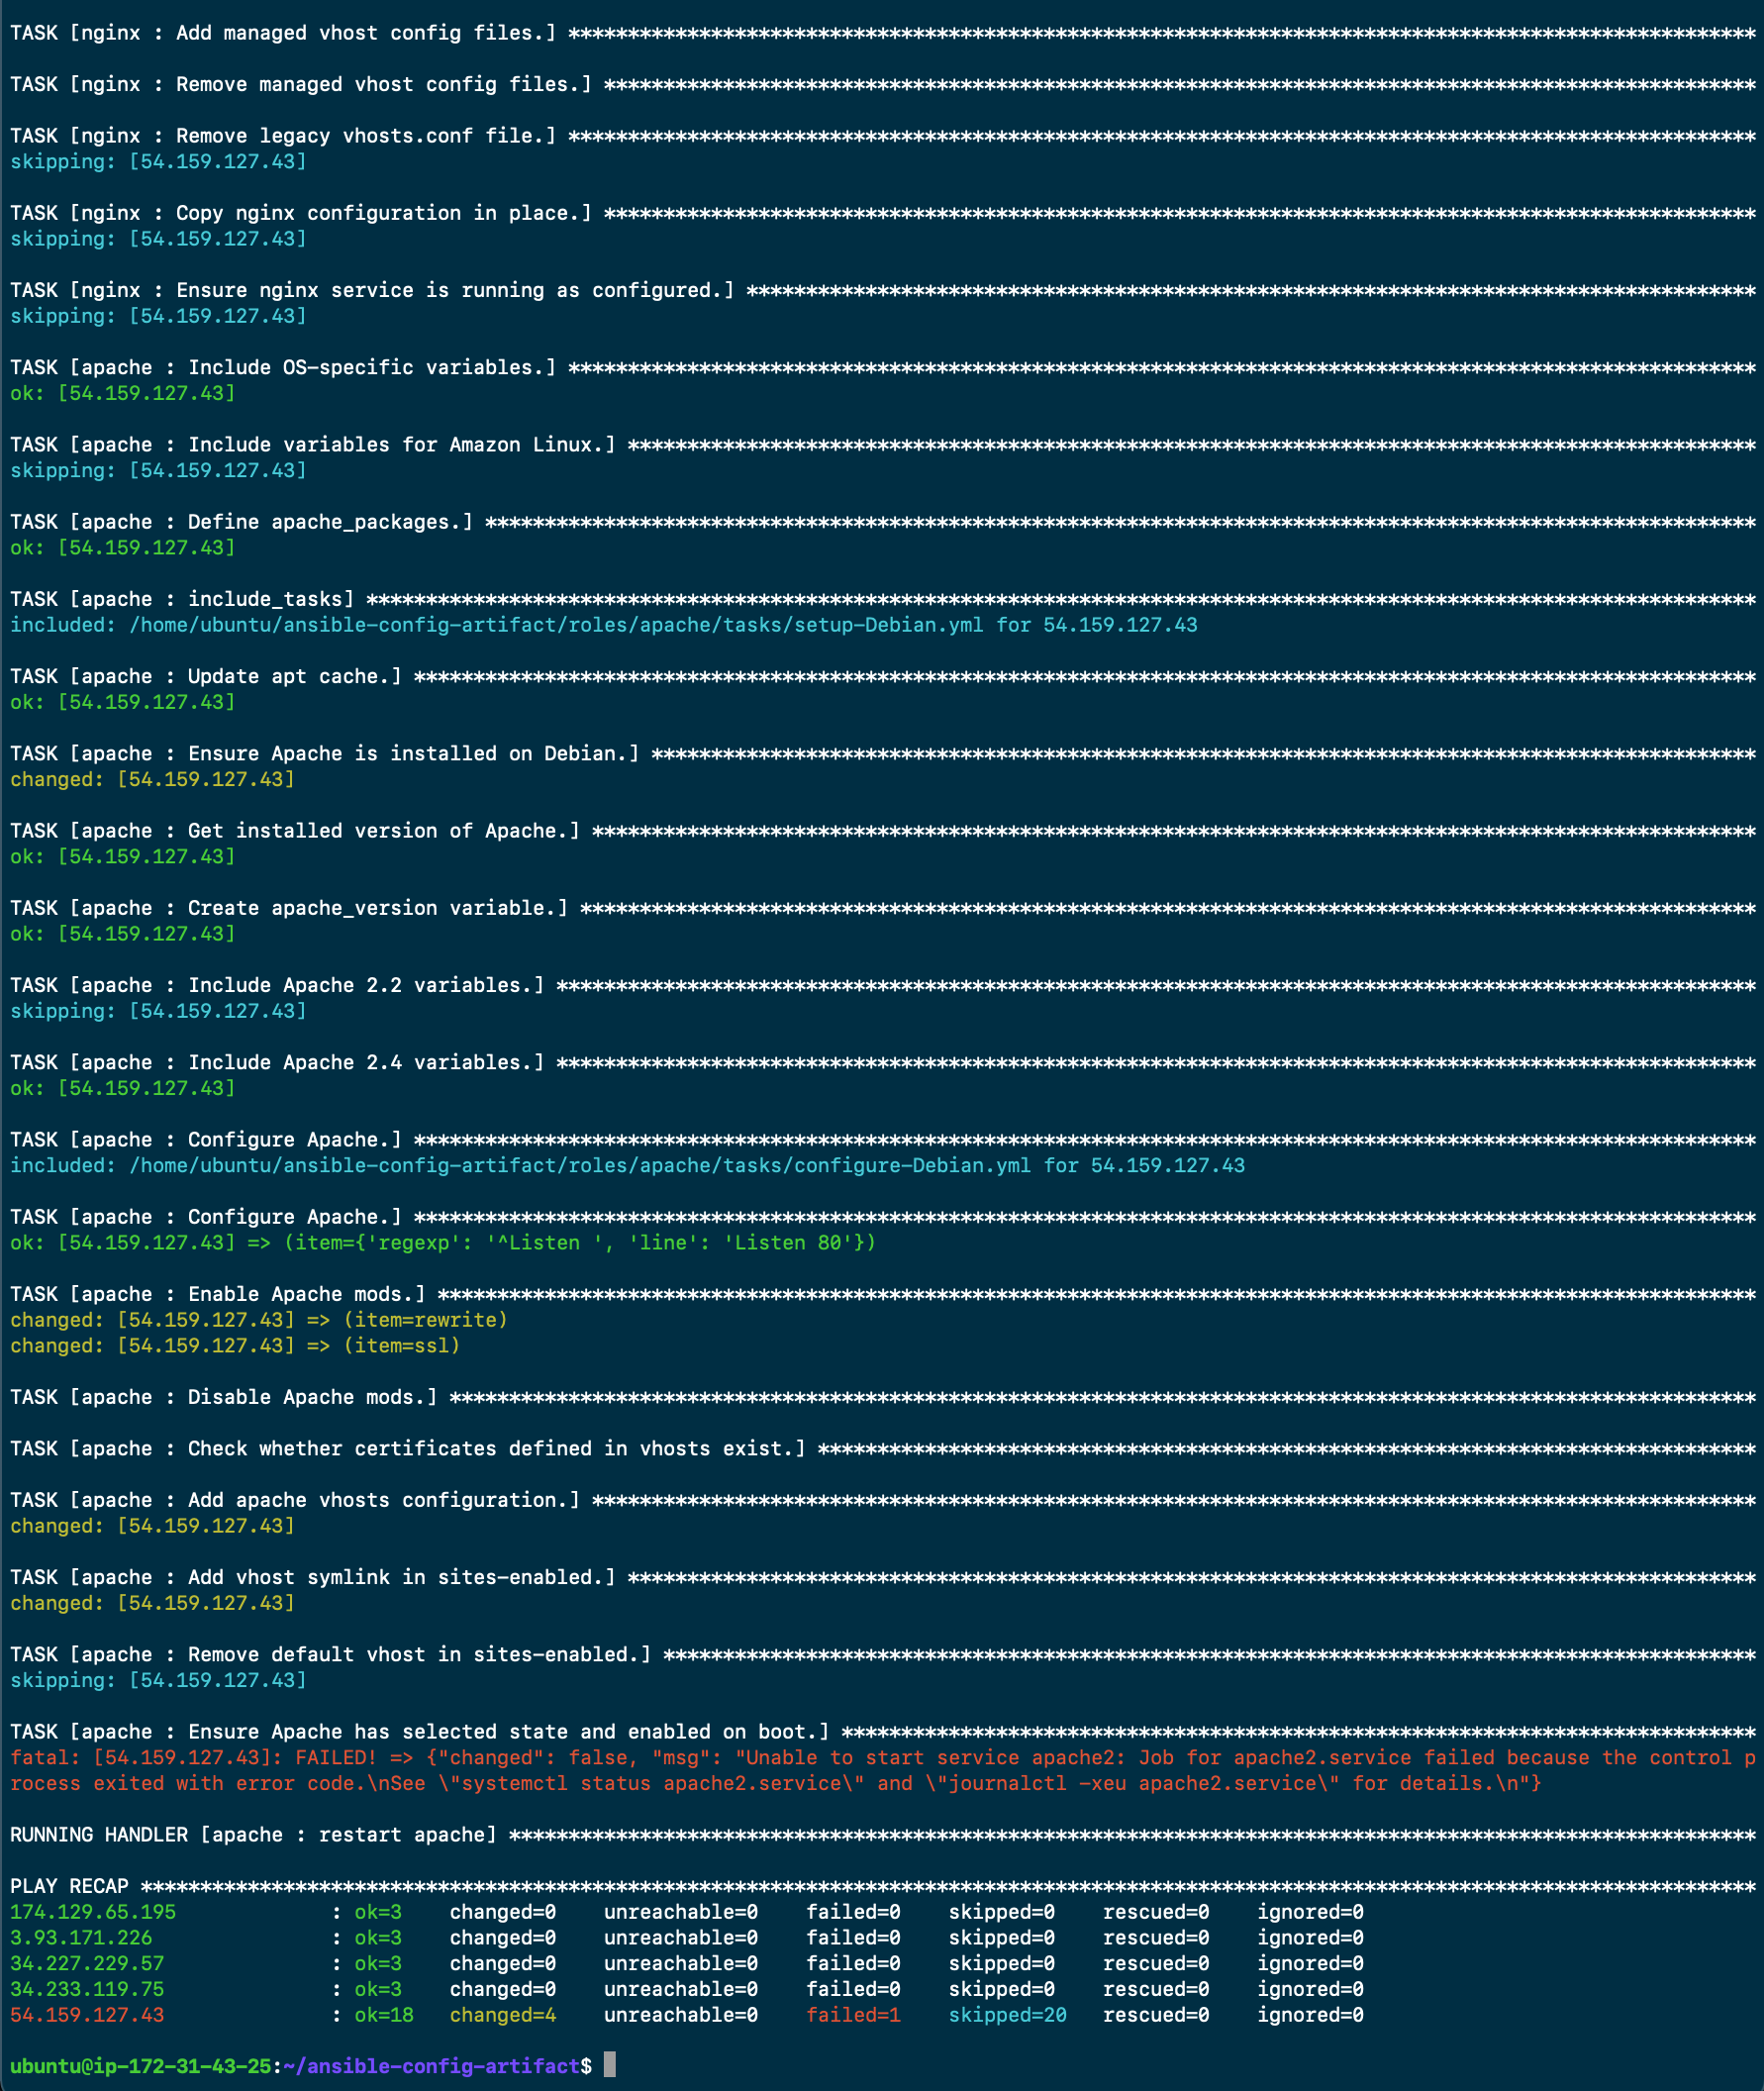 TASK [nginx : Add managed vhost config files.] ****************************************************************************************************
TASK [nginx : Remove managed vhost config files.] *************************************************************************************************
TASK [nginx : Remove legacy vhosts.conf file.] ****************************************************************************************************
skipping: [54.159.127.43]
TASK [nginx : Copy nginx configuration in place.] *************************************************************************************************
skipping: [54.159.127.43]
TASK [nginx : Ensure nginx service is running as configured.] *************************************************************************************
skipping: [54.159.127.43]
TASK [apache : Include OS-specific variables.] ****************************************************************************************************
ok: [54.159.127.43]
TASK [apache : Include variables for Amazon Linux.] ***********************************************************************************************
skipping: [54.159.127.43]
TASK [apache : Define apache_packages.] ***********************************************************************************************************
ok: [54.159.127.43]
TASK [apache : include_tasks] *********************************************************************************************************************
included: /home/ubuntu/ansible-config-artifact/roles/apache/tasks/setup-Debian.yml for 54.159.127.43
TASK [apache : Update apt cache.] *****************************************************************************************************************
ok: [54.159.127.43]
TASK [apache : Ensure Apache is installed on Debian.] *********************************************************************************************
changed: [54.159.127.43]
TASK [apache : Get installed version of Apache.] **************************************************************************************************
ok: [54.159.127.43]
TASK [apache : Create apache_version variable.] ***************************************************************************************************
ok: [54.159.127.43]
TASK [apache : Include Apache 2.2 variables.] *****************************************************************************************************
skipping: [54.159.127.43]
TASK [apache : Include Apache 2.4 variables.] *****************************************************************************************************
ok: [54.159.127.43]
TASK [apache : Configure Apache.] *****************************************************************************************************************
included: /home/ubuntu/ansible-config-artifact/roles/apache/tasks/configure-Debian.yml for 54.159.127.43
TASK [apache : Configure Apache.] *****************************************************************************************************************
ok: [54.159.127.43] => (item={'regexp': '^Listen ', 'line': 'Listen 80'})
TASK [apache : Enable Apache mods.] ***************************************************************************************************************
changed: [54.159.127.43] => (item=rewrite)
changed: [54.159.127.43] => (item=ssl)
TASK [apache : Disable Apache mods.] **************************************************************************************************************
TASK [apache : Check whether certificates defined in vhosts exist.] *******************************************************************************
TASK [apache : Add apache vhosts configuration.] **************************************************************************************************
changed: [54.159.127.43]
TASK [apache : Add vhost symlink in sites-enabled.] ***********************************************************************************************
changed: [54.159.127.43]
TASK [apache : Remove default vhost in sites-enabled.] ********************************************************************************************
skipping: [54.159.127.43]
TASK [apache : Ensure Apache has selected state and enabled on boot.] *****************************************************************************
fatal: [54.159.127.43]: FAILED! => {"changed": false, "msg": "Unable to start service apache2: Job for apache2.service failed because the control p
rocess exited with error code.\nSee \"systemctl status apache2.service\" and \"journalctl -xeu apache2.service\" for details.\n"}
RUNNING HANDLER [apache : restart apache] *********************************************************************************************************
PLAY RECAP ****************************************************************************************************************************************
174.129.65.195             : ok=3    changed=0    unreachable=0    failed=0    skipped=0    rescued=0    ignored=0
3.93.171.226               : ok=3    changed=0    unreachable=0    failed=0    skipped=0    rescued=0    ignored=0
34.227.229.57              : ok=3    changed=0    unreachable=0    failed=0    skipped=0    rescued=0    ignored=0
34.233.119.75              : ok=3    changed=0    unreachable=0    failed=0    skipped=0    rescued=0    ignored=0
54.159.127.43              : ok=18   changed=4    unreachable=0    failed=1    skipped=20   rescued=0    ignored=0
ubuntu@ip-172-31-43-25:~/ansible-config-artifact$